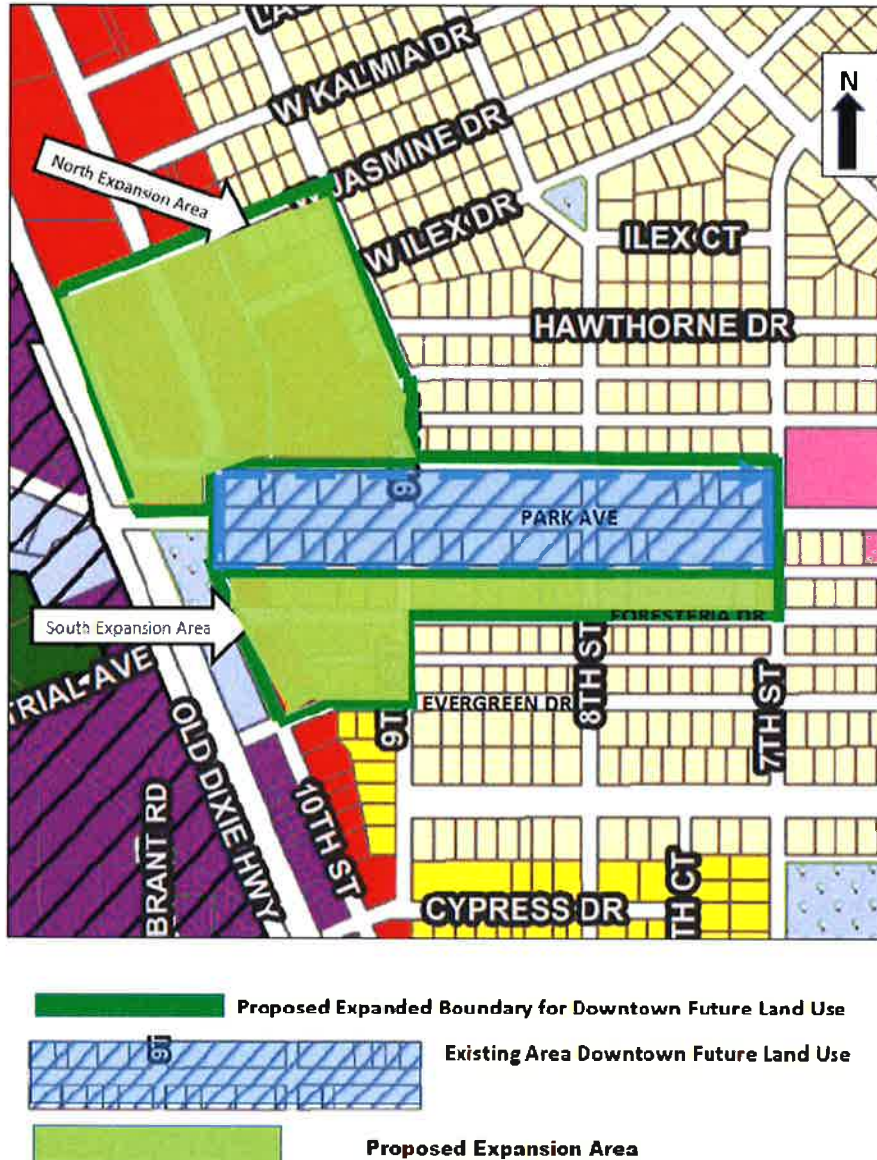 W KALMIA DR
N
North Expansion Area
JASMINE DR
W ILEX DR
ILEX CT
HAWTHORNE DR
PARK AVE
South Expansion Area
FORESTERIA DR
TRIAL AVE
EVERGREEN DR
8TH ST
7TH ST
OLD DIXIE HWY
10TH ST
BRANT RD
CYPRESS DR
TH CT
Proposed Expanded Boundary for Downtown Future Land Use
Existing Area Downtown Future Land Use
Proposed Expansion Area